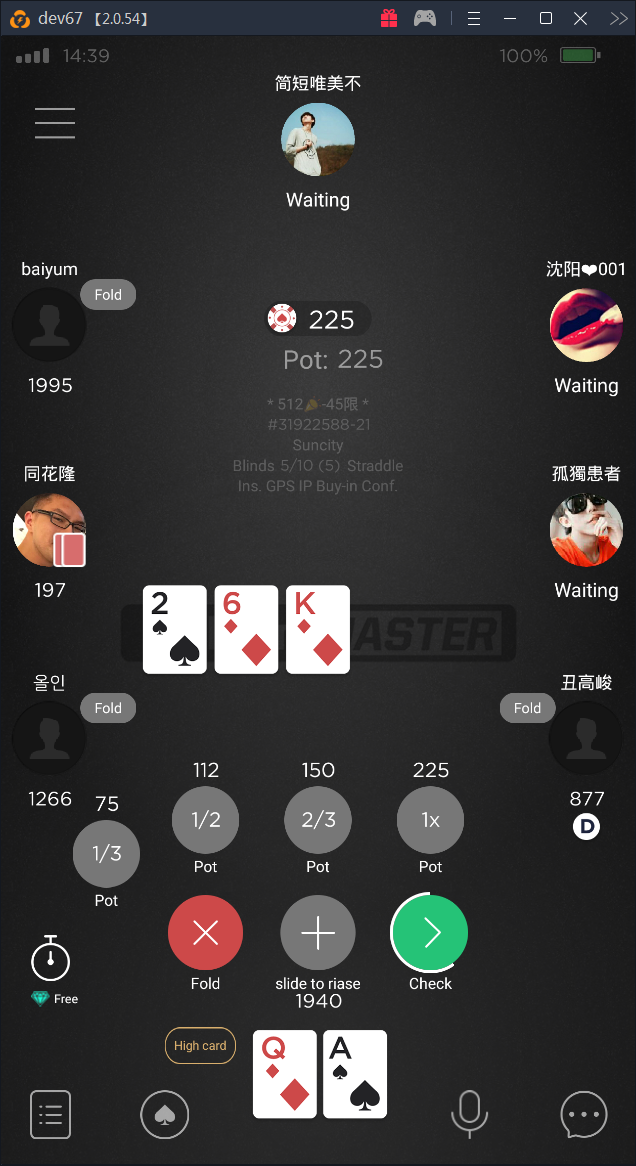 dev67 【2.0.54】
14:39
100%
简短唯美不
Waiting
baiyum
Fold
1995
沈阳❤001
Waiting
225
Pot: 225
* 512🌽-45限 *
#31922588-21
Suncity
Blinds 5/10 (5) Straddle
Ins. GPS IP Buy-in Conf.
同花隆
197
孤獨患者
Waiting
2
6
K
ASTER
올인
Fold
1266
Fold
丑高峻
877
D
75
1/3
Pot
112
1/2
Pot
150
2/3
Pot
225
1x
Pot
Free
Fold
slide to riase
1940
Check
High card
Q
A